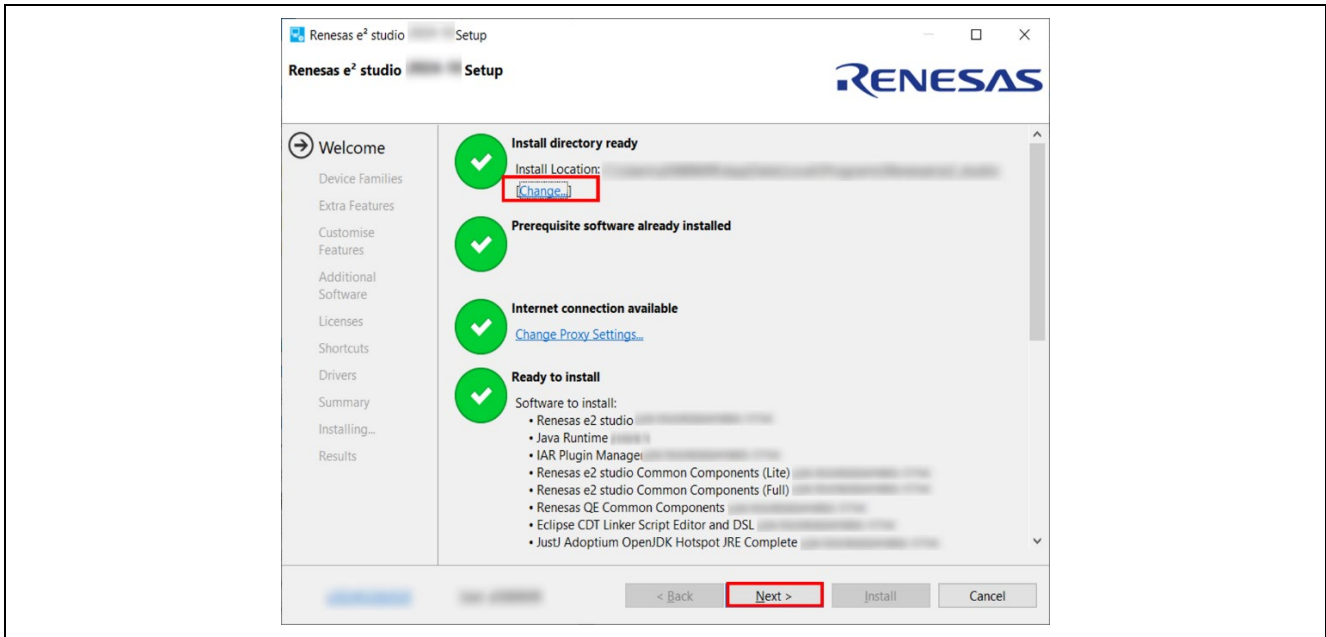 Renesas e² studio Setup
Renesas e² studio Setup
RENESAS
Welcome
Device Families
Extra Features
Customise
Features
Additional
Software
Licenses
Shortcuts
Drivers
Summary
Installing...
Results
Install directory ready
Install Location:
[Change...]
Prerequisite software already installed
Internet connection available
Change Proxy Settings...
Ready to install
Software to install:
• Renesas e2 studio
• Java Runtime
• IAR Plugin Manager
• Renesas e2 studio Common Components (Lite)
• Renesas e2 studio Common Components (Full)
• Renesas QE Common Components
• Eclipse CDT Linker Script Editor and DSL
• JustJ Adoptium OpenJDK Hotspot JRE Complete
< Back Next > Install Cancel